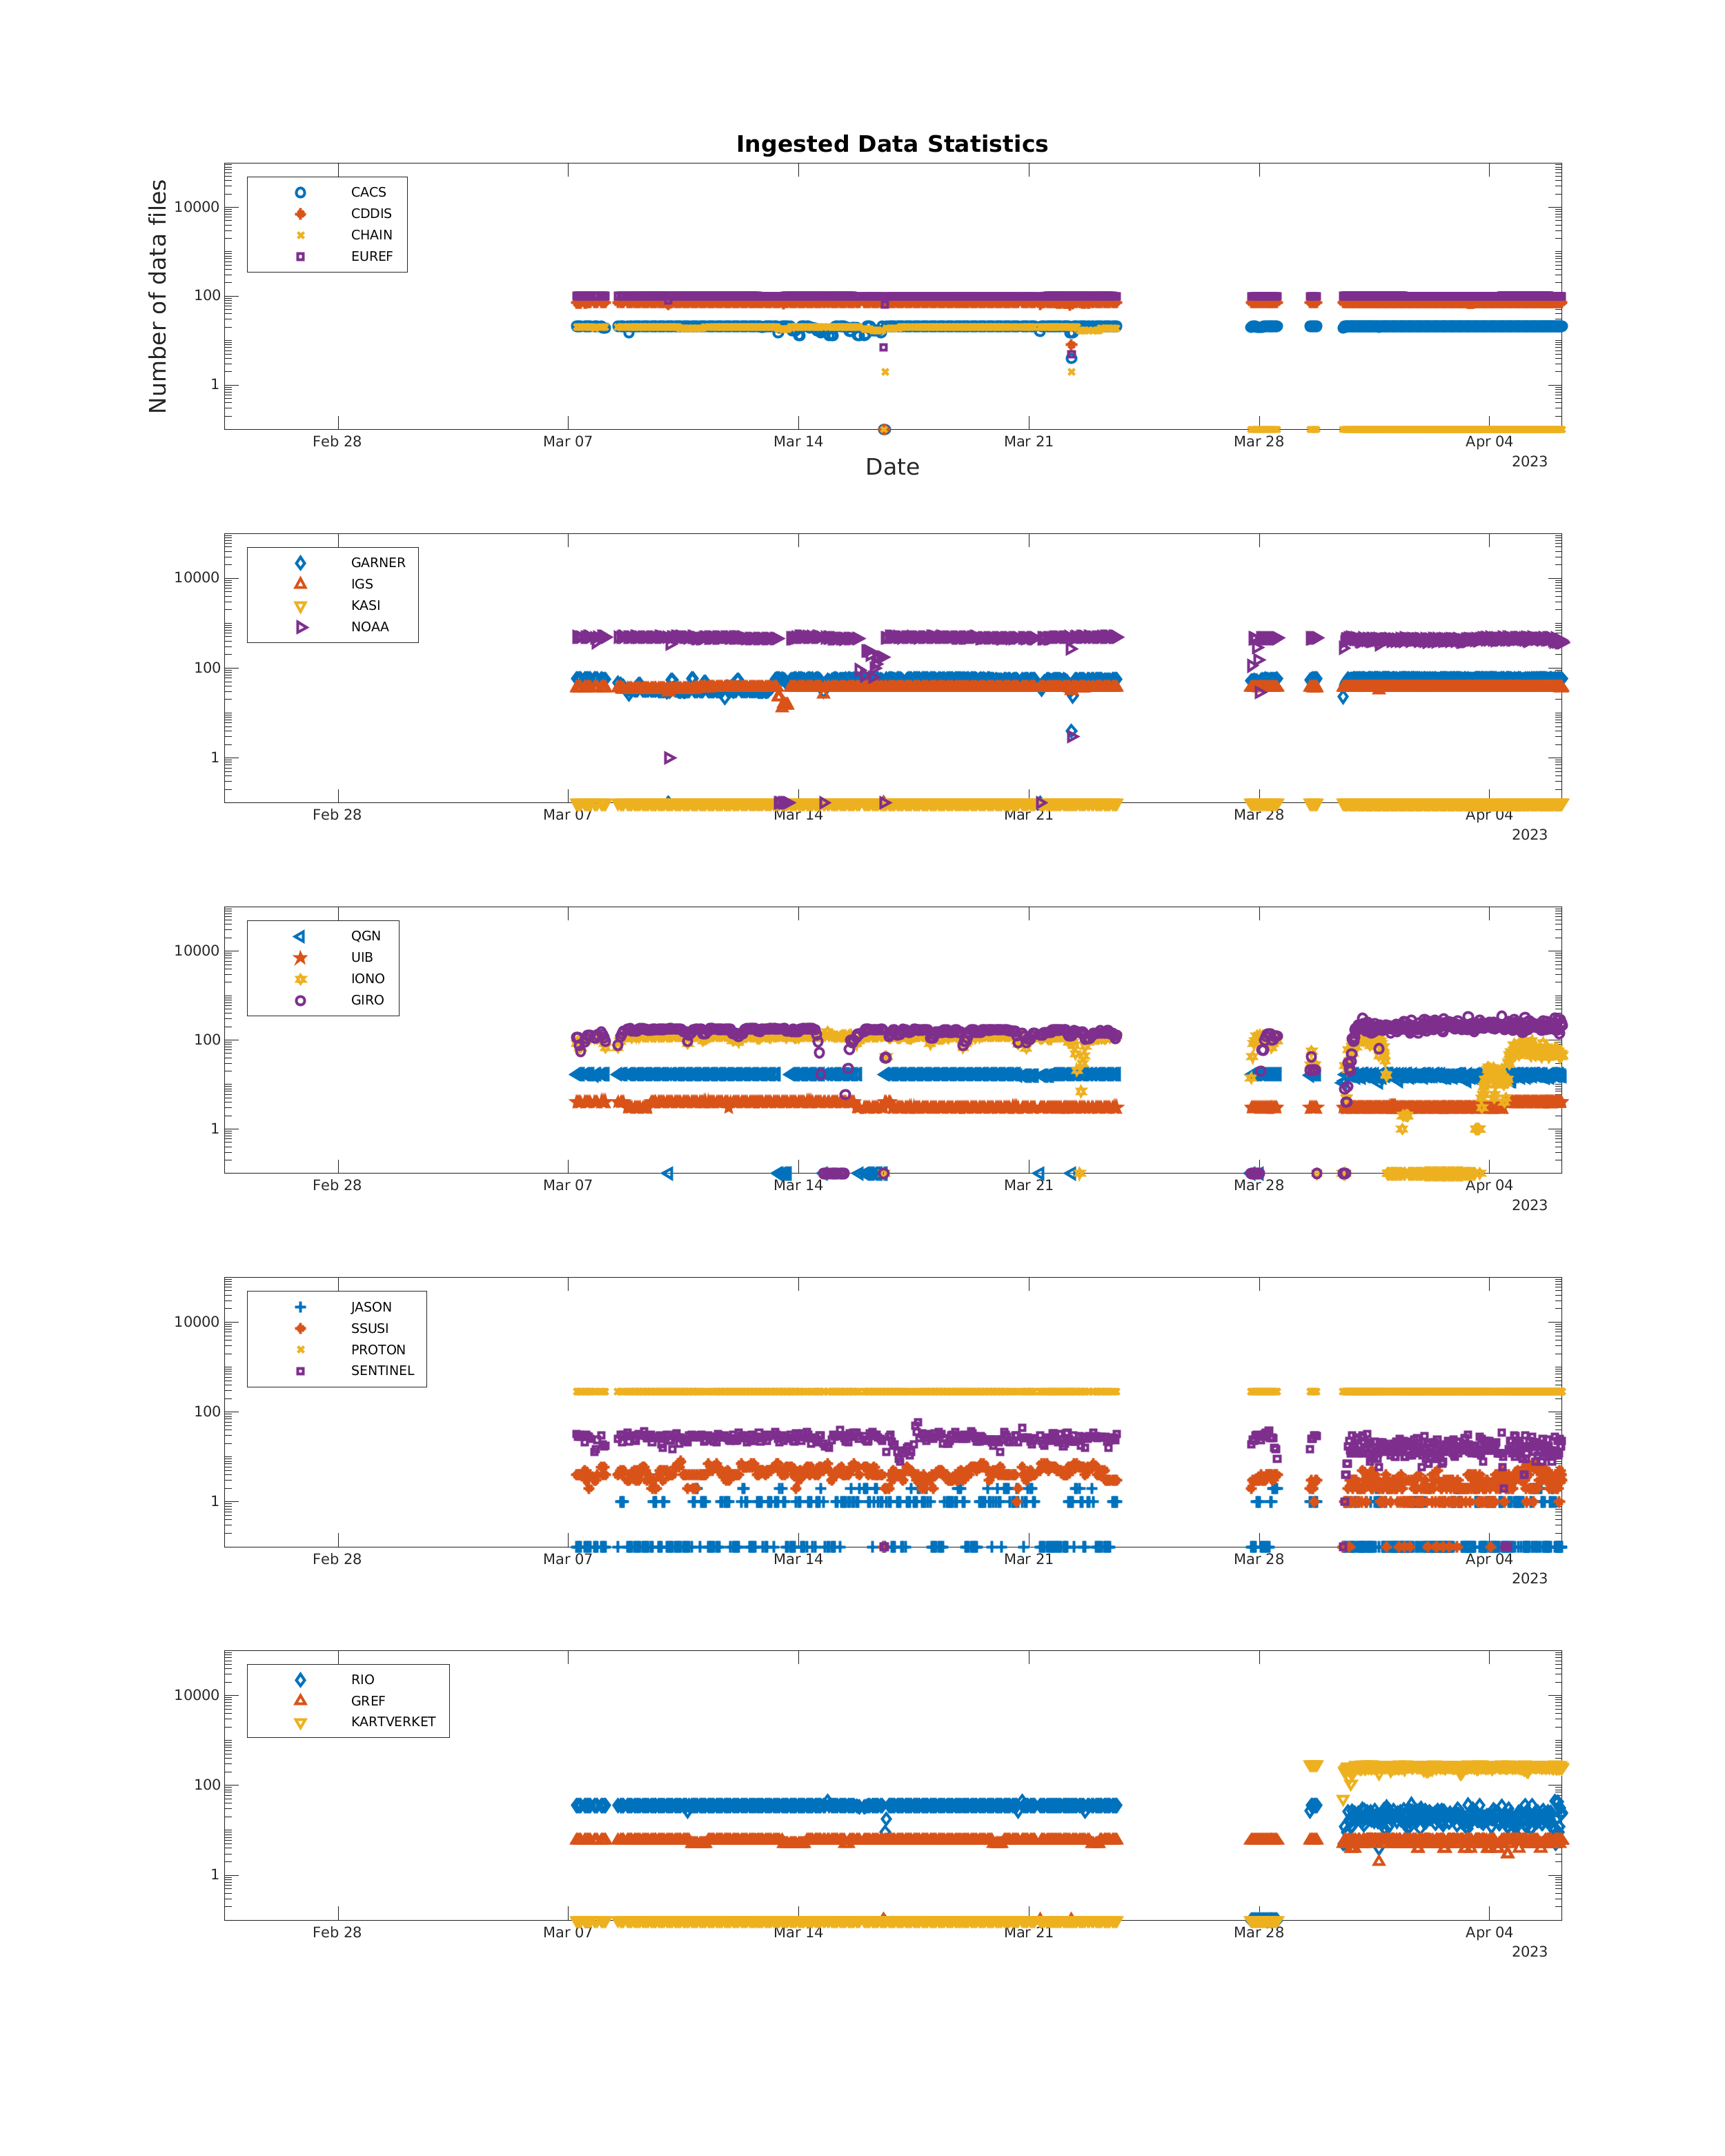 Ingested Data Statistics
Number of data files
CACS
CDDIS
CHAIN
EUREF
10000
100
1
Feb 28 Mar 07 Mar 14 Mar 21 Mar 28 Apr 04
2023
Date
GARNER
IGS
KASI
NOAA
10000
100
1
Feb 28 Mar 07 Mar 14 Mar 21 Mar 28 Apr 04
2023
QGN
UIB
IONO
GIRO
10000
100
1
Feb 28 Mar 07 Mar 14 Mar 21 Mar 28 Apr 04
2023
JASON
SSUSI
PROTON
SENTINEL
10000
100
1
Feb 28 Mar 07 Mar 14 Mar 21 Mar 28 Apr 04
2023
RIO
GREF
KARTVERKET
10000
100
1
Feb 28 Mar 07 Mar 14 Mar 21 Mar 28 Apr 04
2023